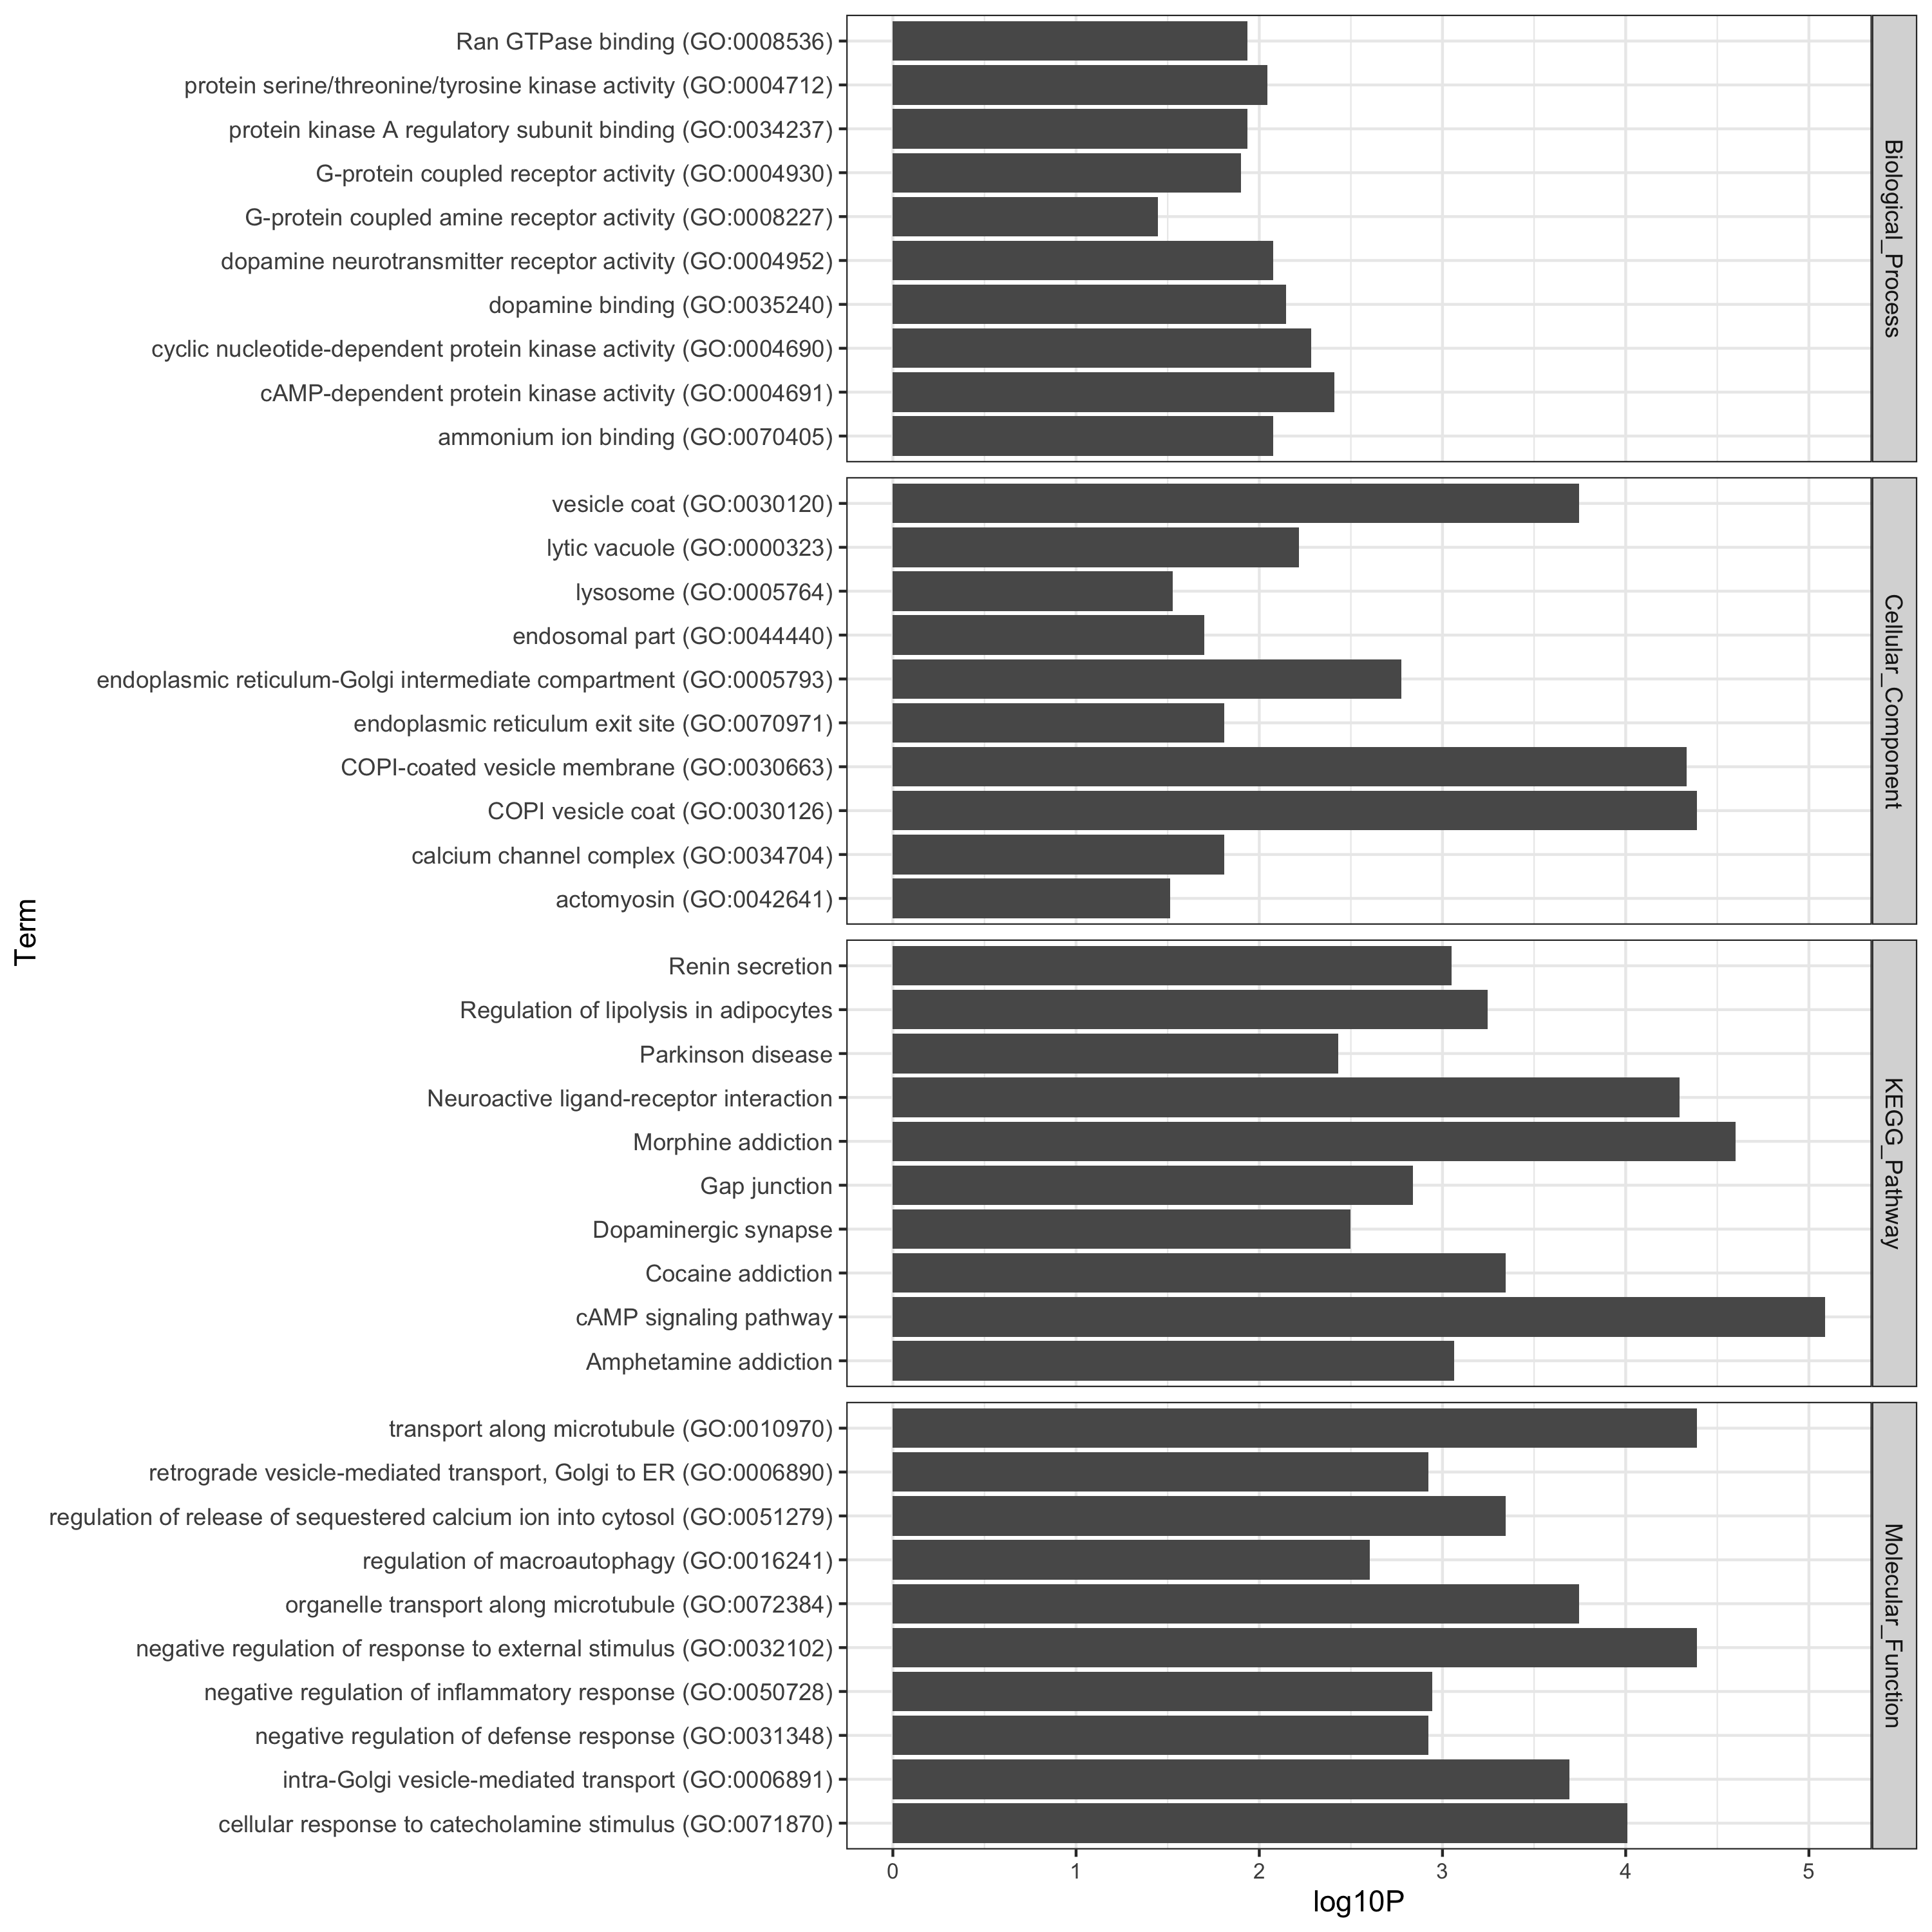 Term
Ran GTPase binding (GO:0008536)
protein serine/threonine/tyrosine kinase activity (GO:0004712)
protein kinase A regulatory subunit binding (GO:0034237)
G-protein coupled receptor activity (GO:0004930)
G-protein coupled amine receptor activity (GO:0008227)
dopamine neurotransmitter receptor activity (GO:0004952)
dopamine binding (GO:0035240)
cyclic nucleotide-dependent protein kinase activity (GO:0004690)
cAMP-dependent protein kinase activity (GO:0004691)
ammonium ion binding (GO:0070405)
Biological_Process
vesicle coat (GO:0030120)
lytic vacuole (GO:0000323)
lysosome (GO:0005764)
endosomal part (GO:0044440)
endoplasmic reticulum-Golgi intermediate compartment (GO:0005793)
endoplasmic reticulum exit site (GO:0070971)
COPI-coated vesicle membrane (GO:0030663)
COPI vesicle coat (GO:0030126)
calcium channel complex (GO:0034704)
actomyosin (GO:0042641)
Cellular_Component
Renin secretion
Regulation of lipolysis in adipocytes
Parkinson disease
Neuroactive ligand-receptor interaction
Morphine addiction
Gap junction
Dopaminergic synapse
Cocaine addiction
cAMP signaling pathway
Amphetamine addiction
KEGG_Pathway
transport along microtubule (GO:0010970)
retrograde vesicle-mediated transport, Golgi to ER (GO:0006890)
regulation of release of sequestered calcium ion into cytosol (GO:0051279)
regulation of macroautophagy (GO:0016241)
organelle transport along microtubule (GO:0072384)
negative regulation of response to external stimulus (GO:0032102)
negative regulation of inflammatory response (GO:0050728)
negative regulation of defense response (GO:0031348)
intra-Golgi vesicle-mediated transport (GO:0006891)
cellular response to catecholamine stimulus (GO:0071870)
Molecular_Function
0 1 2 3 4 5
log10P